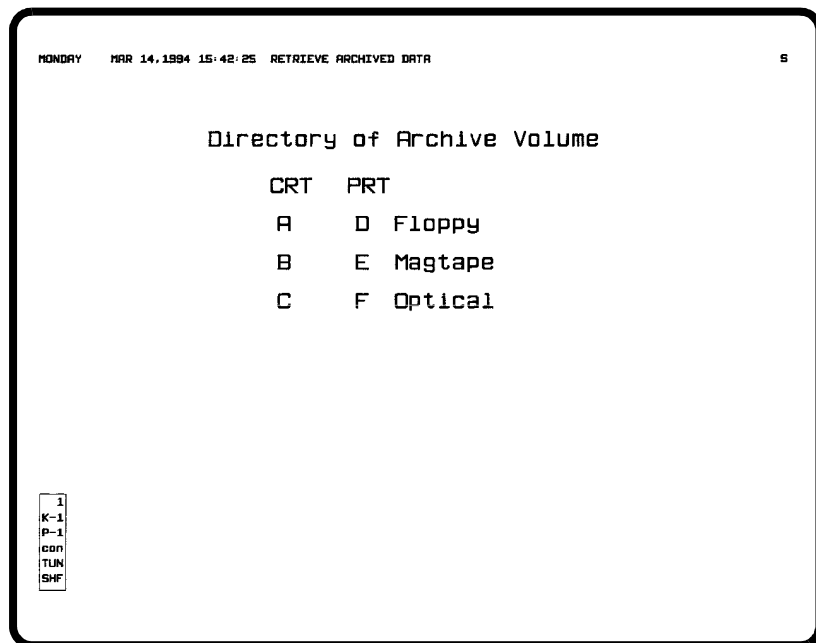 MONDAY MAR 14,1994 15:42:25 RETRIEVE ARCHIVED DATA S
Directory of Archive Volume
CRT PRT
A D Floppy
B E Magtape
C F Optical
1
K-1
P-1
con
TUN
SHF